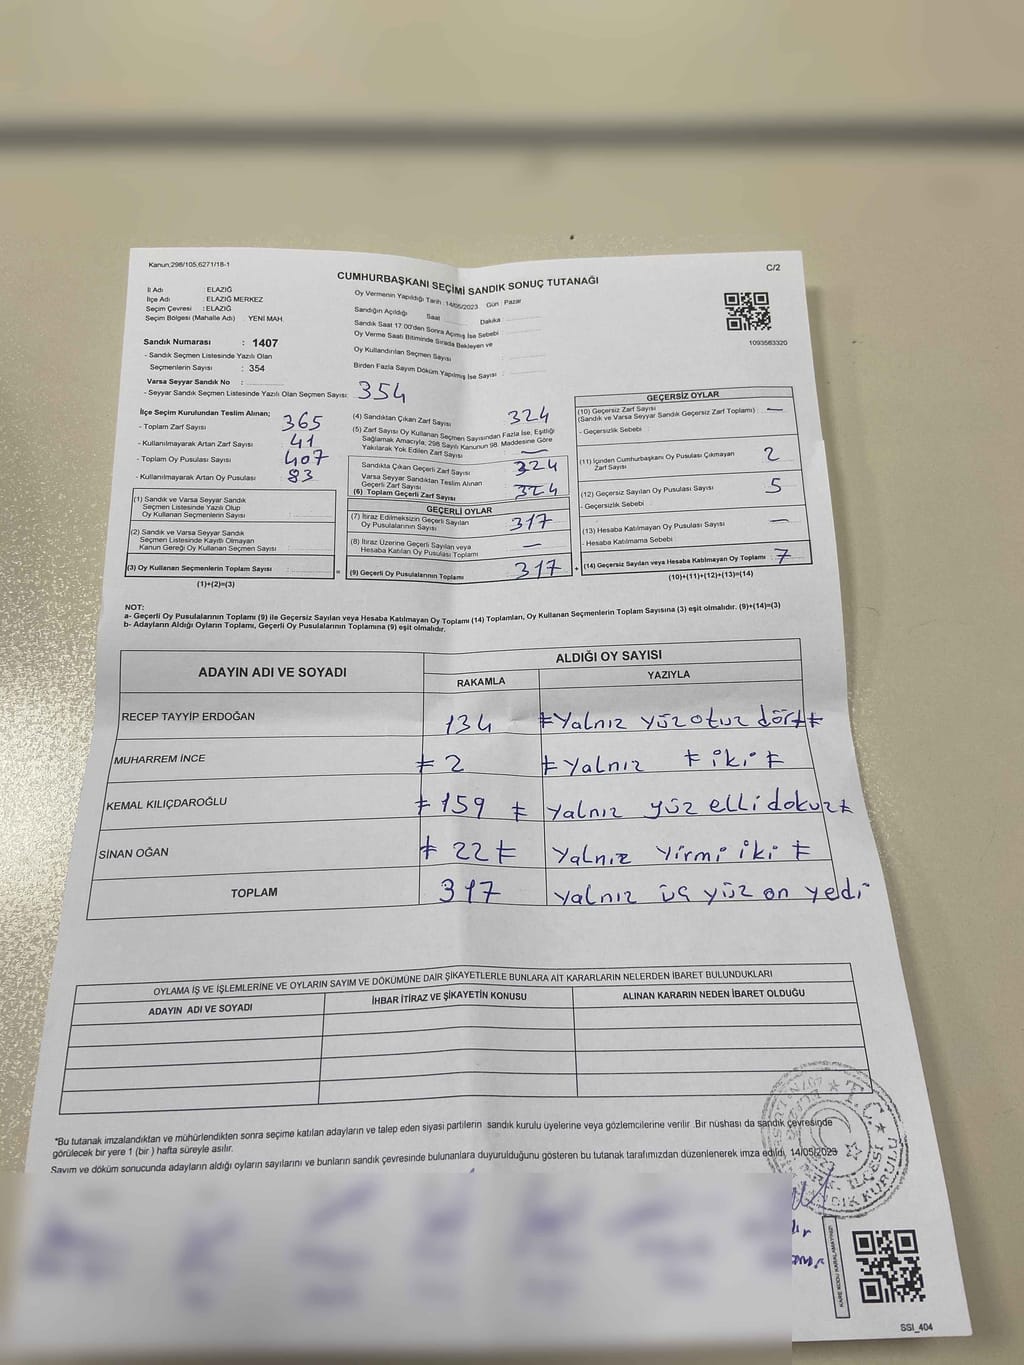 Kanun,298/105,6271/18-1
C/2
CUMHURBAŞKANI SEÇİMİ SANDIK SONUÇ TUTANAĞI
İl Adı : ELAZIĞ
İlçe Adı : ELAZIĞ MERKEZ
Seçim Çevresi : ELAZIĞ
Seçim Bölgesi (Mahalle Adı) YENİ MAH.
Sandık Numarası : 1407
- Sandık Seçmen Listesinde Yazılı Olan
Seçmenlerin Sayısı : 354
Varsa Seyyar Sandık No :
- Seyyar Sandık Seçmen Listesinde Yazılı Olan Seçmen Sayısı: 354
Oy Vermenin Yapıldığı Tarih : 14/05/2023 Gün : Pazar
Sandığın Açıldığı Saat Dakika
Sandık Saat 17:00'den Sonra Açımış İse Sebebi
Oy Verme Saati Bitiminde Sırada Bekleyen ve
Oy Kullandırılan Seçmen Sayısı
Birden Fazla Sayım Döküm Yapılmış İse Sayısı :
1093563320
İlçe Seçim Kurulundan Teslim Alınan;
- Toplam Zarf Sayısı 365
- Kullanılmayarak Artan Zarf Sayısı 41
- Toplam Oy Pusulası Sayısı 407
- Kullanılmayarak Artan Oy Pusulası 83
(1) Sandık ve Varsa Seyyar Sandık
Seçmen Listesinde Yazılı Olup
Oy Kullanan Seçmenlerin Sayısı :
(2) Sandık ve Varsa Seyyar Sandık
Seçmen Listesinde Kayıtlı Olmayan
Kanun Gereği Oy Kullanan Seçmen Sayısı :
(3) Oy Kullanan Seçmenlerin Toplam Sayısı :
(1)+(2)=(3)
(4) Sandıktan Çıkan Zarf Sayısı 324
(5) Zarf Sayısı Oy Kullanan Seçmen Sayısından Fazla İse, Eşitliği
Sağlamak Amacıyla, 298 Sayılı Kanunun 98. Maddesine Göre
Yakılarak Yok Edilen Zarf Sayısı —
Sandıkta Çıkan Geçerli Zarf Sayısı 324
Varsa Seyyar Sandıktan Teslim Alınan
Geçerli Zarf Sayısı
(6) Toplam Geçerli Zarf Sayısı 324
GEÇERLİ OYLAR
(7) İtiraz Edilmeksizin Geçerli Sayılan
Oy Pusulalarının Sayısı 317
(8) İtiraz Üzerine Geçerli Sayılan veya
Hesaba Katılan Oy Pusulası Toplamı —
= (9) Geçerli Oy Pusulalarının Toplamı 317 +
GEÇERSİZ OYLAR
(10) Geçersiz Zarf Sayısı
(Sandık ve Varsa Seyyar Sandık Geçersiz Zarf Toplamı) —
- Geçersizlik Sebebi :
(11) İçinden Cumhurbaşkanı Oy Pusulası Çıkmayan
Zarf Sayısı 2
(12) Geçersiz Sayılan Oy Pusulası Sayısı 5
- Geçersizlik Sebebi :
(13) Hesaba Katılmayan Oy Pusulası Sayısı —
- Hesaba Katılmama Sebebi
(14) Geçersiz Sayılan veya Hesaba Katılmayan Oy Toplamı : 7
(10)+(11)+(12)+(13)=(14)
NOT:
a- Geçerli Oy Pusulalarının Toplamı (9) ile Geçersiz Sayılan veya Hesaba Katılmayan Oy Toplamı (14) Toplamları, Oy Kullanan Seçmenlerin Toplam Sayısına (3) eşit olmalıdır. (9)+(14)=(3)
b- Adayların Aldığı Oyların Toplamı, Geçerli Oy Pusulalarının Toplamına (9) eşit olmalıdır.
ADAYIN ADI VE SOYADI
ALDIĞI OY SAYISI
RAKAMLA YAZIYLA
RECEP TAYYİP ERDOĞAN 134 Yalnız yüz otuz dört
MUHARREM İNCE 2 Yalnız iki
KEMAL KILIÇDAROĞLU 159 Yalnız yüz elli dokuz
SİNAN OĞAN 22 Yalnız Yirmi iki
TOPLAM 317 Yalnız üç yüz on yedi
OYLAMA İŞ VE İŞLEMLERİNE VE OYLARIN SAYIM VE DÖKÜMÜNE DAİR ŞİKAYETLERLE BUNLARA AİT KARARLARIN NELERDEN İBARET BULUNDUKLARI
ADAYIN ADI VE SOYADI İHBAR İTİRAZ VE ŞİKAYETİN KONUSU ALINAN KARARIN NEDEN İBARET OLDUĞU
*Bu tutanak imzalandıktan ve mühürlendikten sonra seçime katılan adayların ve talep eden siyasi partilerin sandık kurulu üyelerine veya gözlemcilerine verilir .Bir nüshası da sandık çevresinde
görülecek bir yere 1 (bir ) hafta süreyle asılır.
Sayım ve döküm sonucunda adayların aldığı oyların sayılarını ve bunların sandık çevresinde bulunanlara duyurulduğunu gösteren bu tutanak tarafımızdan düzenlenerek imza edildi. 14/05/2023
T.C.
İLÇESİ
KARE KODU KARALAMAYINIZ!
SSI_404